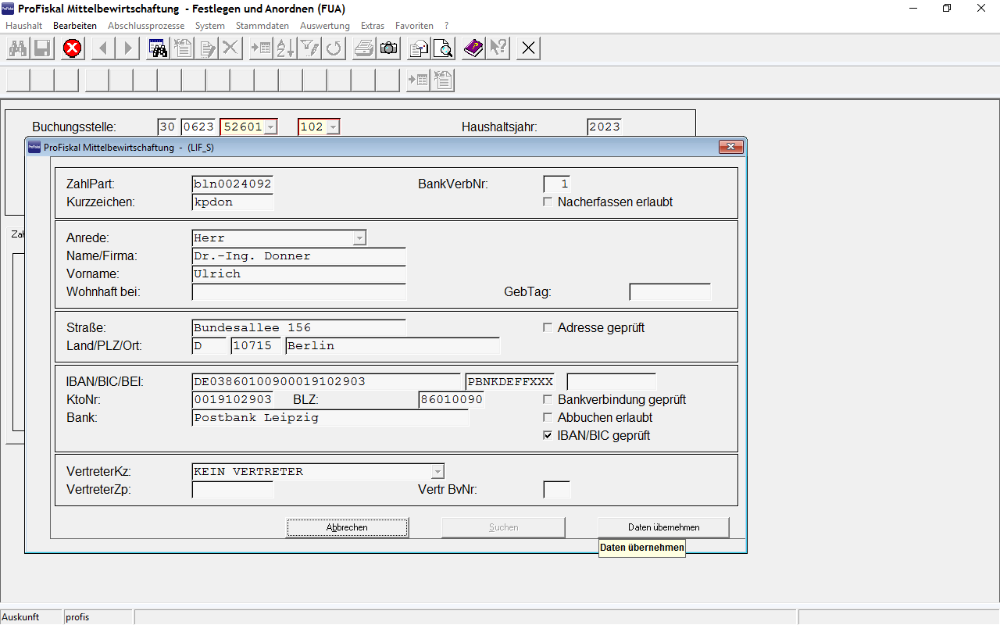 ProFiskal Mittelbewirtschaftung - Festlegen und Anordnen (FUA)
Haushalt Bearbeiten Abschlussprozesse System Stammdaten Auswertung Extras Favoriten ?
Buchungsstelle: 30 0623 52601 102 Haushaltsjahr: 2023
ProFiskal Mittelbewirtschaftung - (LIF_S)
ZahlPart: bln0024092 BankVerbNr: 1
Kurzzeichen: kpdon Nacherfassen erlaubt
Zah
Anrede: Herr
Name/Firma: Dr.-Ing. Donner
Vorname: Ulrich
Wohnhaft bei: GebTag:
Straße: Bundesallee 156 Adresse geprüft
Land/PLZ/Ort: D 10715 Berlin
IBAN/BIC/BEI: DE03860100900019102903 PBNKDEFFXXX
KtoNr: 0019102903 BLZ: 86010090 Bankverbindung geprüft
Bank: Postbank Leipzig Abbuchen erlaubt
IBAN/BIC geprüft
VertreterKz: KEIN VERTRETER
VertreterZp: Vertr BvNr:
Abbrechen Suchen Daten übernehmen
Daten übernehmen
Auskunft profis